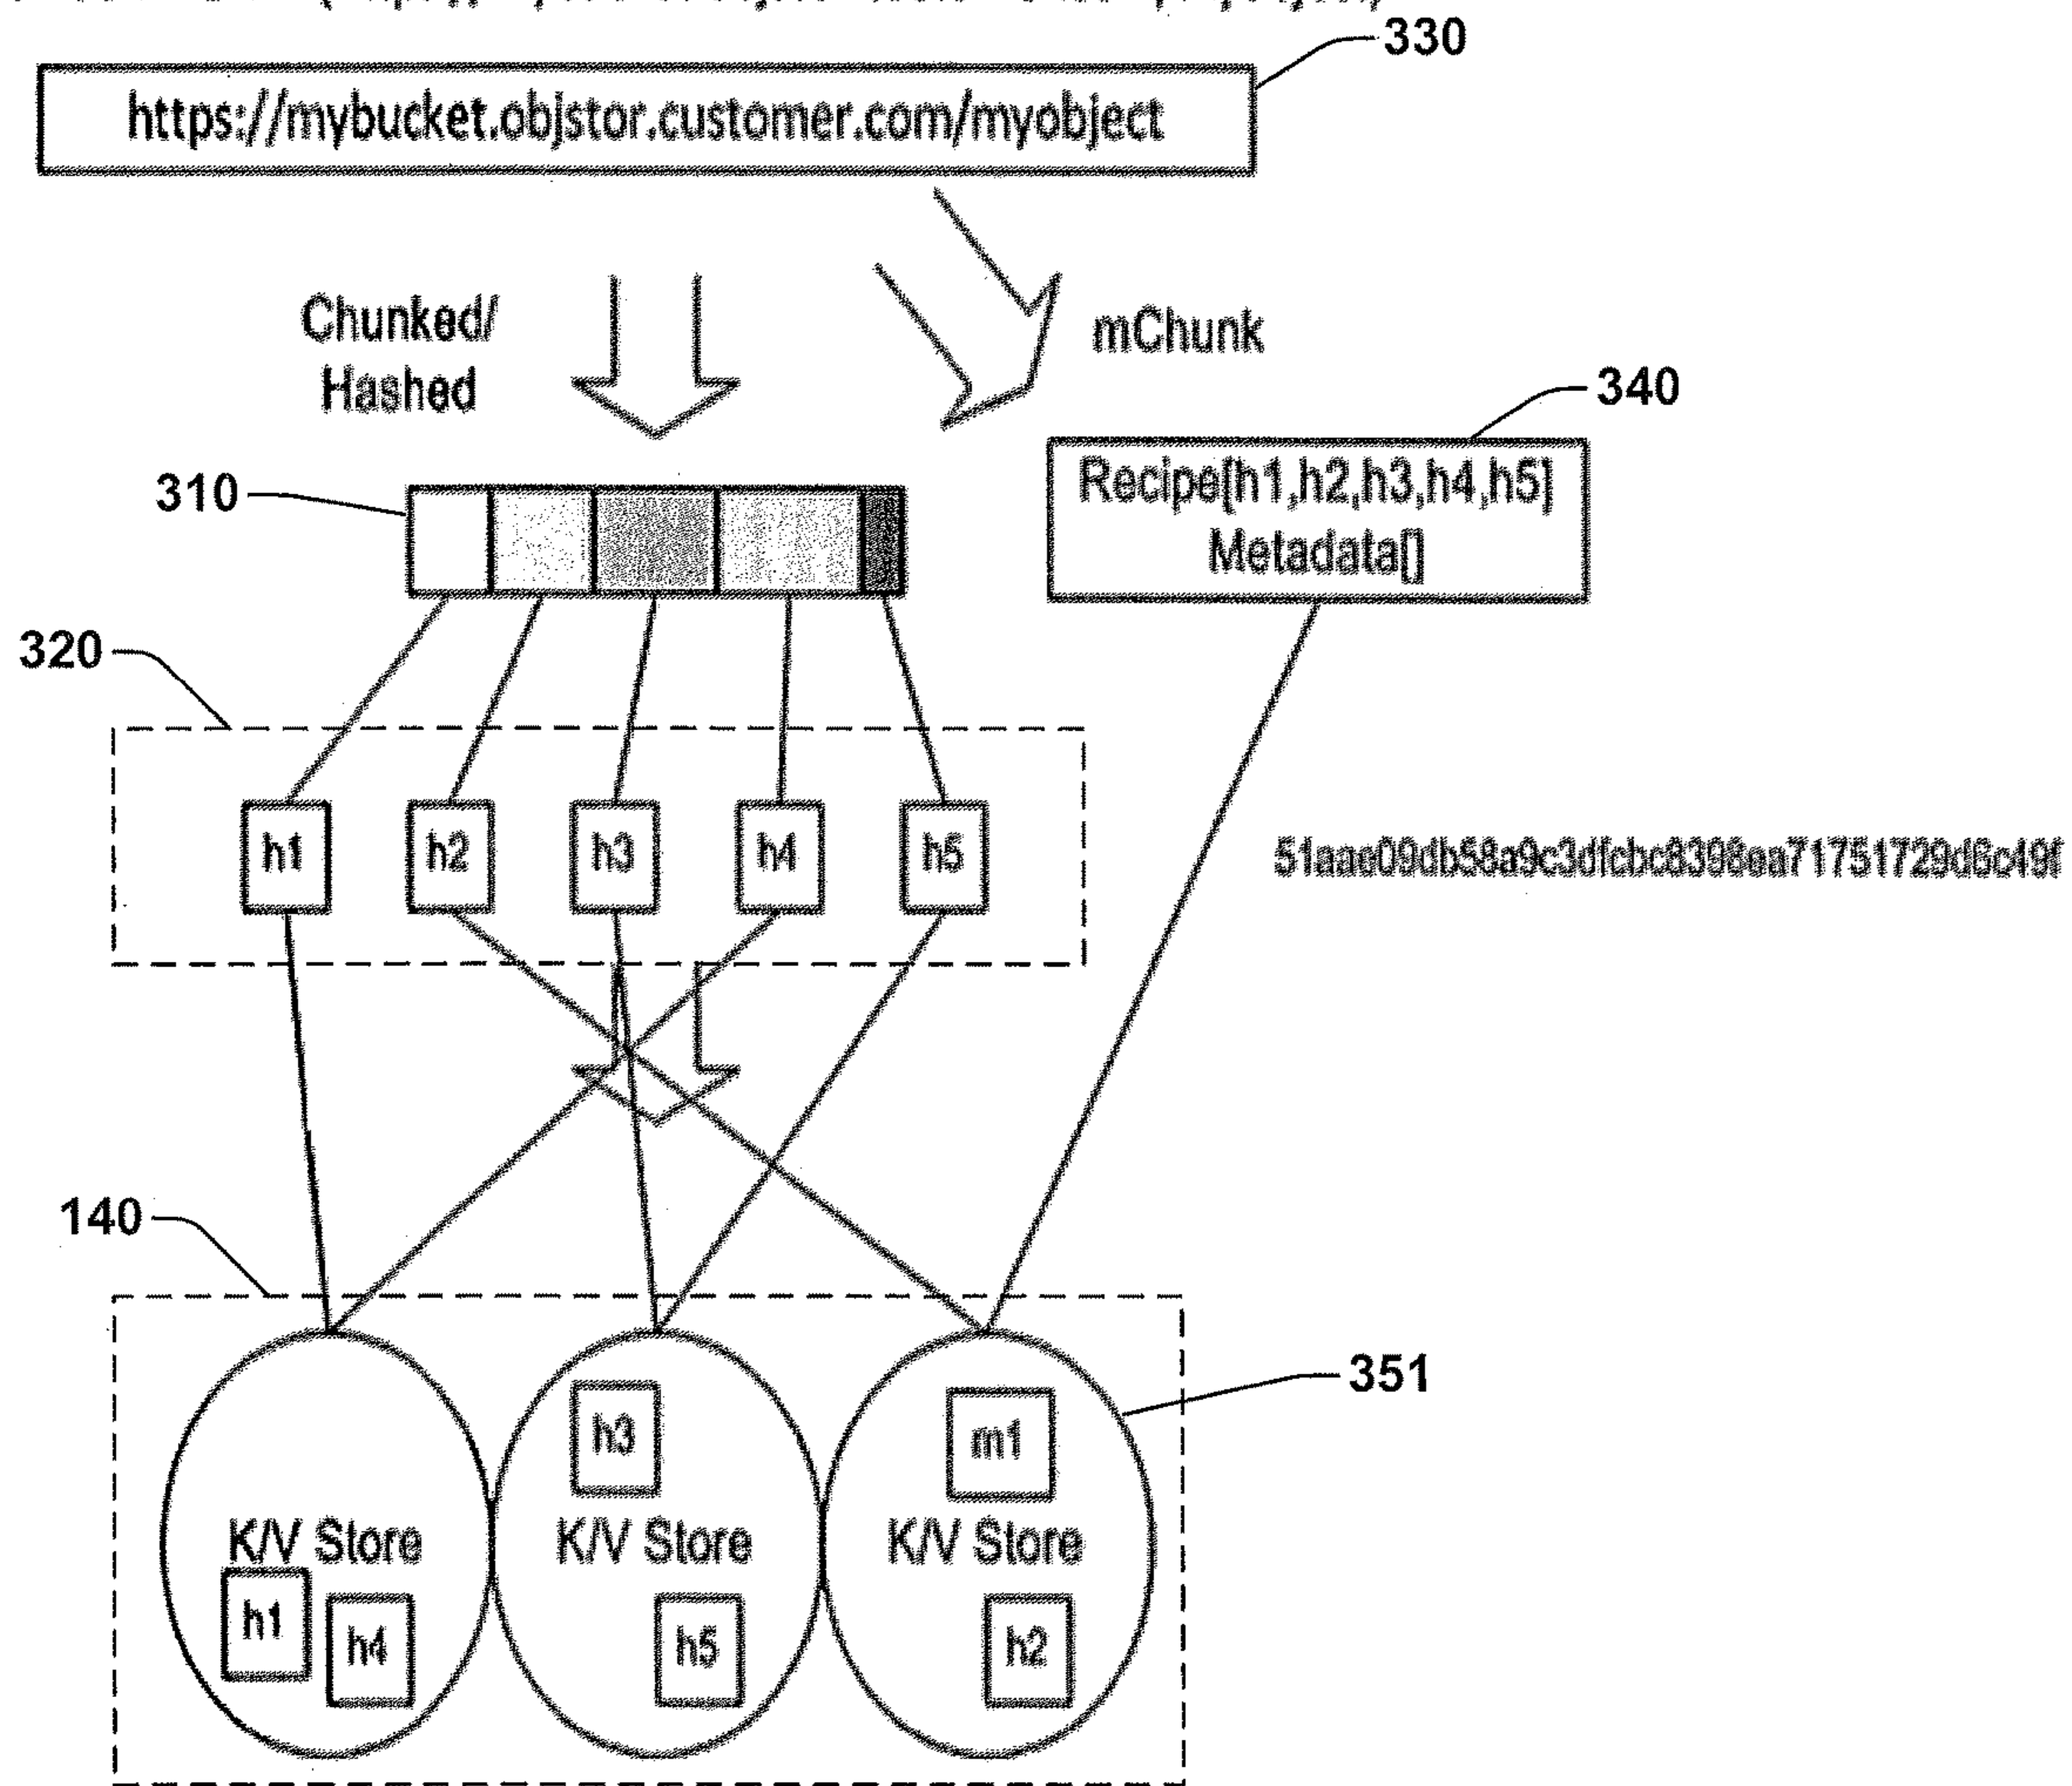 330
https://mybucket.objstor.customer.com/myobject
Chunked/
Hashed
mChunk
340
Recipe[h1,h2,h3,h4,h5]
Metadata[]
310
320
h1 h2 h3 h4 h5
51aae09db58a9c3dfcbc8398ea71751729d6c49f
140
351
h3 m1
K/V Store K/V Store K/V Store
h1 h4 h5 h2